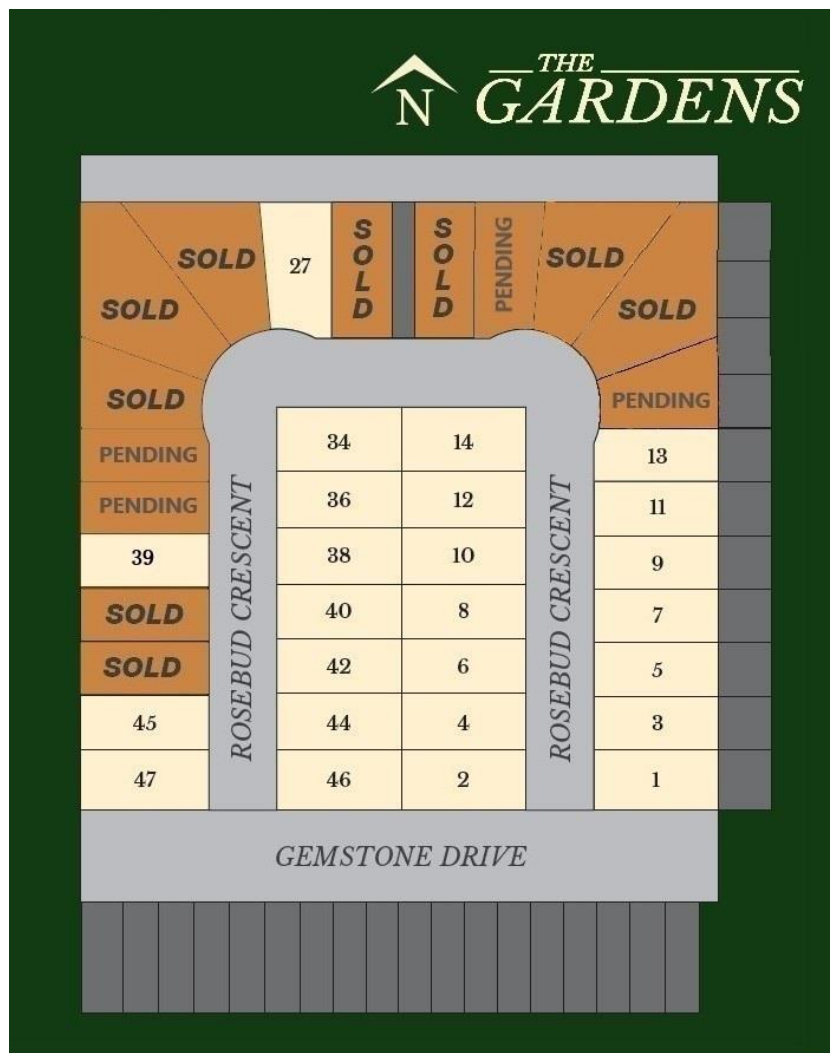 THE
N GARDENS
SOLD
SOLD
27
SOLD
SOLD
PENDING
SOLD
SOLD
SOLD
PENDING
PENDING
PENDING
39
SOLD
SOLD
45
47
ROSEBUD CRESCENT
34 14
36 12
38 10
40 8
42 6
44 4
46 2
ROSEBUD CRESCENT
13
11
9
7
5
3
1
GEMSTONE DRIVE